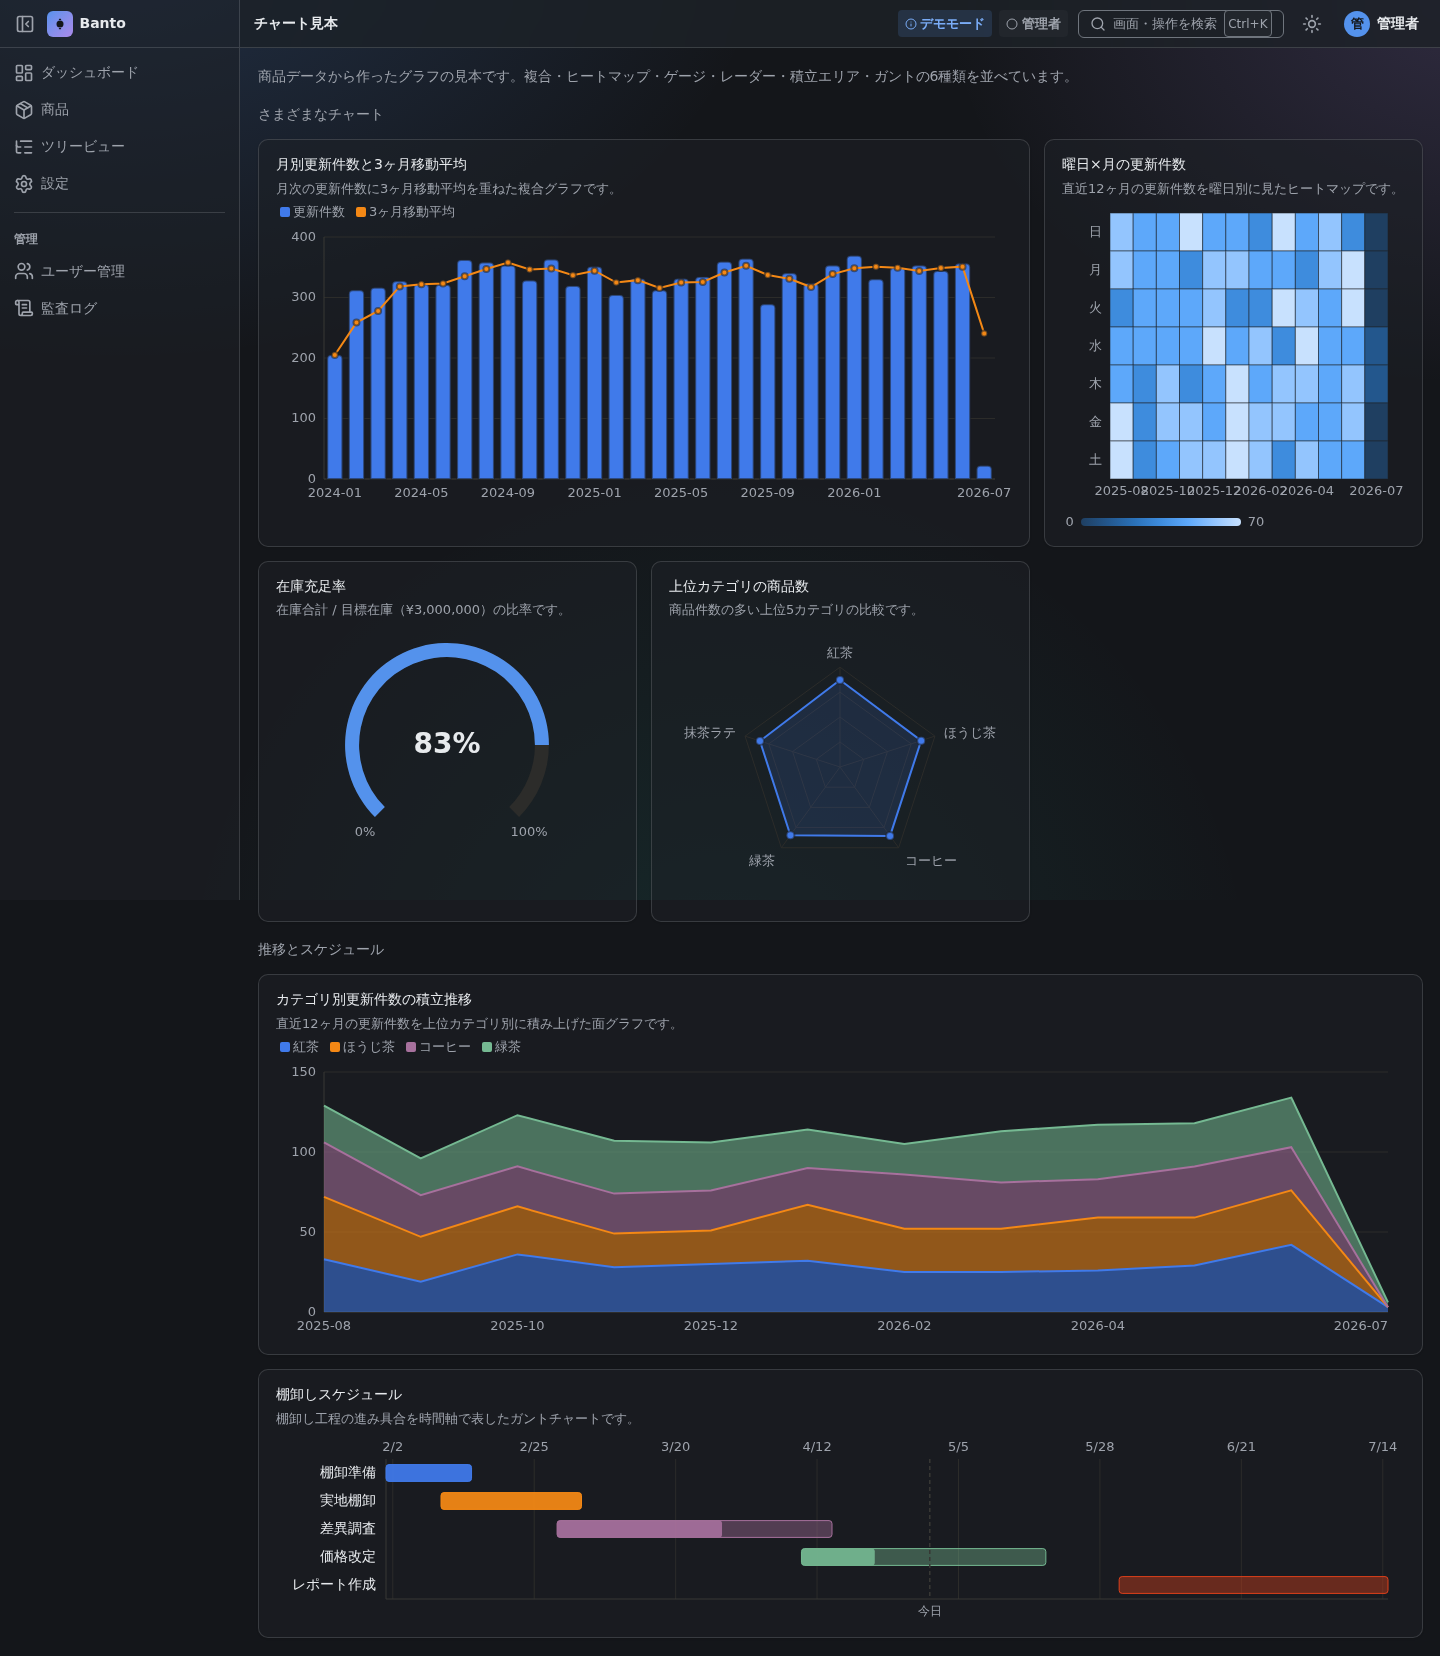 Banto
チャート見本
デモモード
管理者
画面・操作を検索 Ctrl+K
管 管理者
ダッシュボード
商品
ツリービュー
設定
管理
ユーザー管理
監査ログ
商品データから作ったグラフの見本です。複合・ヒートマップ・ゲージ・レーダー・積立エリア・ガントの6種類を並べています。
さまざまなチャート
月別更新件数と3ヶ月移動平均
月次の更新件数に3ヶ月移動平均を重ねた複合グラフです。
更新件数 3ヶ月移動平均
400
300
200
100
0
2024-01 2024-05 2024-09 2025-01 2025-05 2025-09 2026-01 2026-07
曜日×月の更新件数
直近12ヶ月の更新件数を曜日別に見たヒートマップです。
日
月
火
水
木
金
土
2025-08 2025-10 2025-12 2026-02 2026-04 2026-07
0 70
在庫充足率
在庫合計 / 目標在庫（¥3,000,000）の比率です。
83%
0% 100%
上位カテゴリの商品数
商品件数の多い上位5カテゴリの比較です。
紅茶
抹茶ラテ ほうじ茶
緑茶 コーヒー
推移とスケジュール
カテゴリ別更新件数の積立推移
直近12ヶ月の更新件数を上位カテゴリ別に積み上げた面グラフです。
紅茶 ほうじ茶 コーヒー 緑茶
150
100
50
0
2025-08 2025-10 2025-12 2026-02 2026-04 2026-07
棚卸しスケジュール
棚卸し工程の進み具合を時間軸で表したガントチャートです。
2/2 2/25 3/20 4/12 5/5 5/28 6/21 7/14
棚卸準備
実地棚卸
差異調査
価格改定
レポート作成
今日